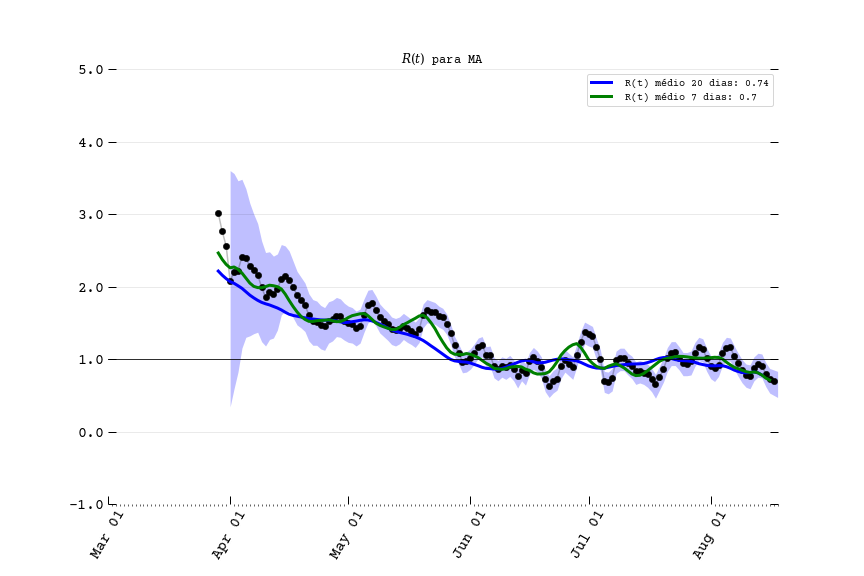 R(t) para MA
5.0
R(t) médio 20 dias: 0.74
R(t) médio 7 dias: 0.7
4.0
3.0
2.0
1.0
0.0
-1.0
Mar 01
Apr 01
May 01
Jun 01
Jul 01
Aug 01